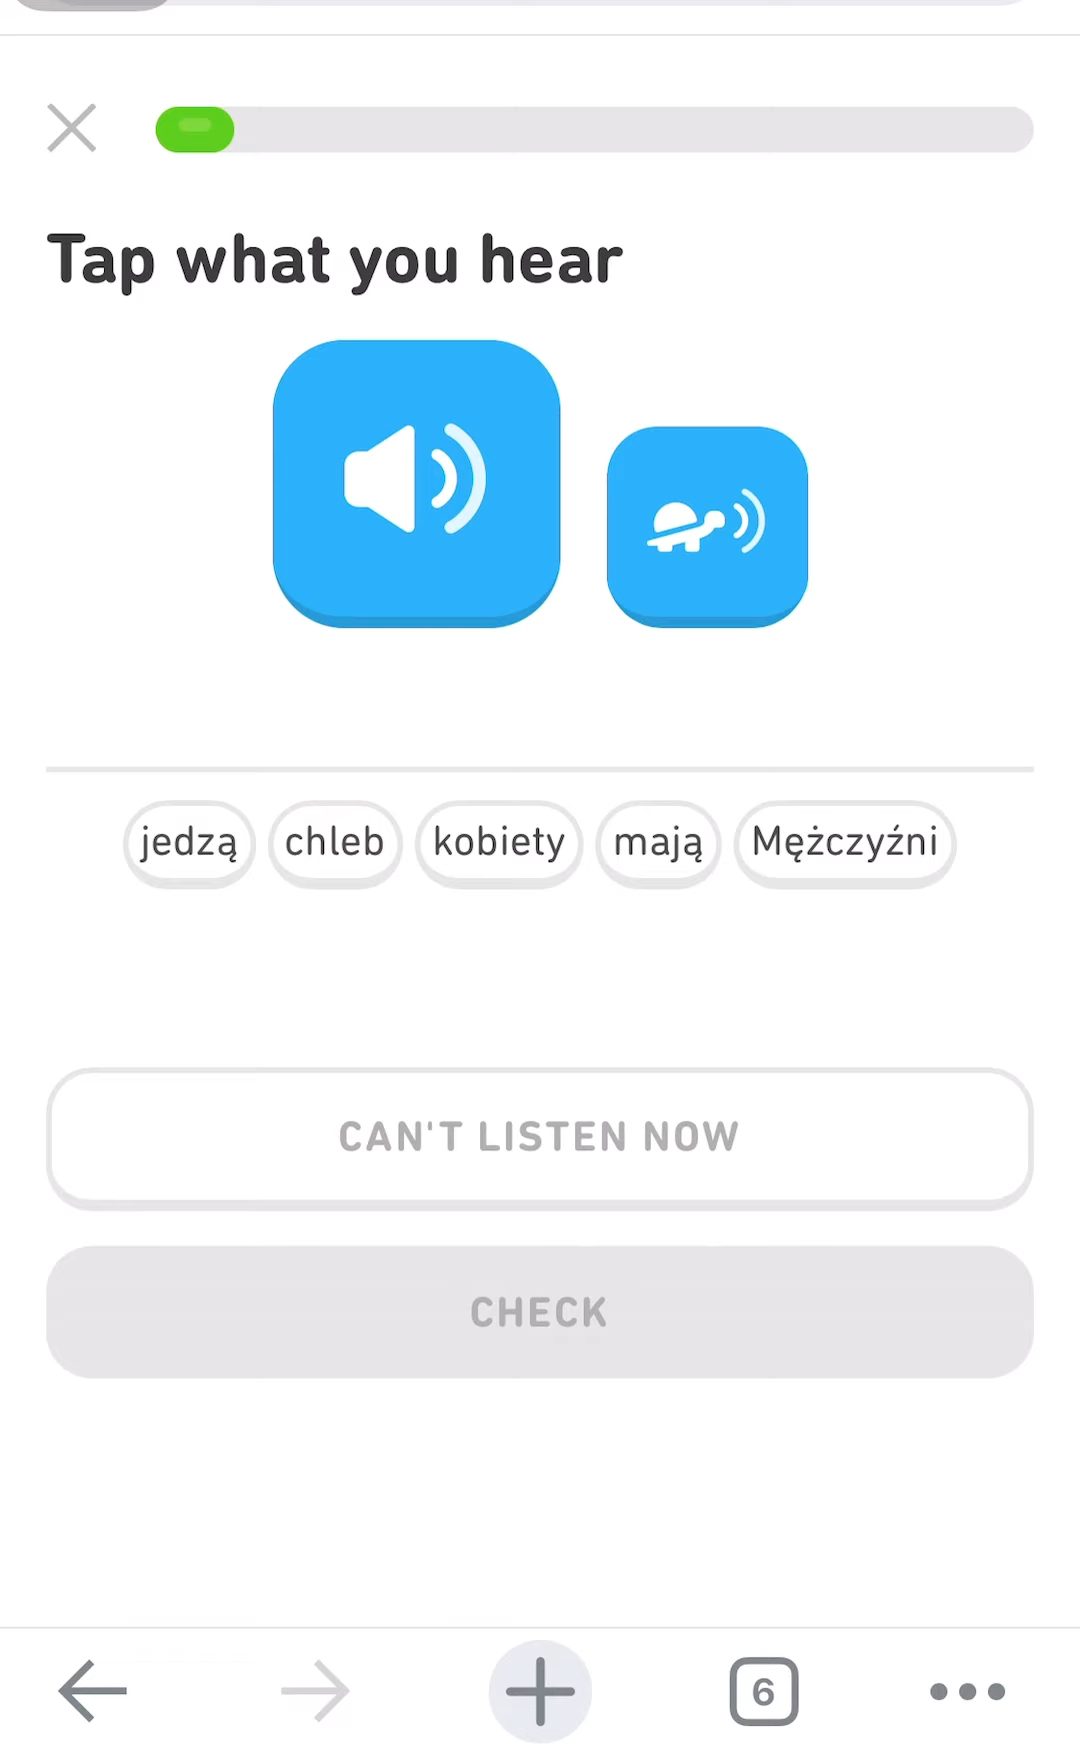 Tap what you hear
jedzą chleb kobiety mają Mężczyźni
CAN'T LISTEN NOW
CHECK
6